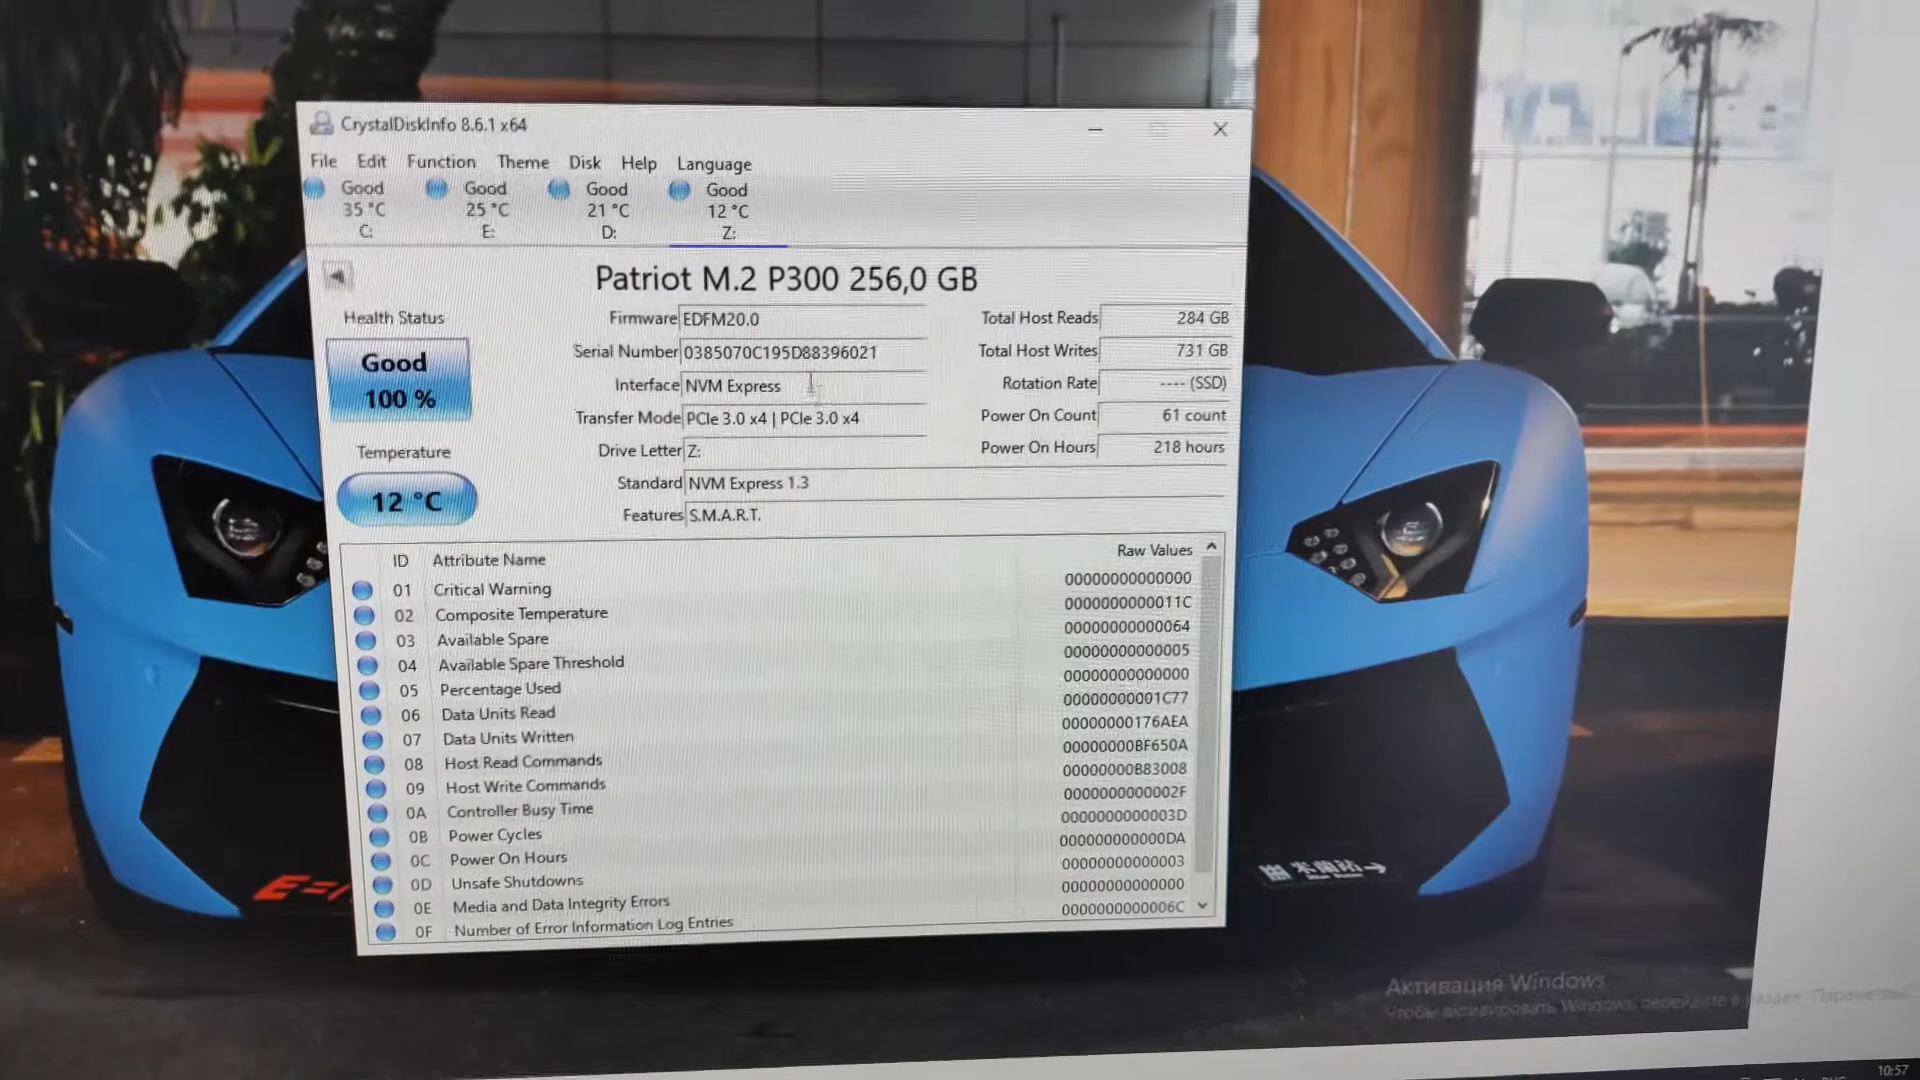 CrystalDiskInfo 8.6.1 x64
File Edit Function Theme Disk Help Language
Good Good Good Good
35 °C 25 °C 21 °C 12 °C
C: E: D: Z:
Patriot M.2 P300 256,0 GB
Health Status
Good
100 %
Temperature
12 °C
Firmware EDFM20.0
Serial Number 0385070C195D88396021
Interface NVM Express
Transfer Mode PCIe 3.0 x4 | PCIe 3.0 x4
Drive Letter Z:
Standard NVM Express 1.3
Features S.M.A.R.T.
Total Host Reads 284 GB
Total Host Writes 731 GB
Rotation Rate ---- (SSD)
Power On Count 61 count
Power On Hours 218 hours
ID Attribute Name Raw Values
01 Critical Warning 00000000000000
02 Composite Temperature 0000000000011C
03 Available Spare 00000000000064
04 Available Spare Threshold 00000000000005
05 Percentage Used 00000000000000
06 Data Units Read 00000000001C77
07 Data Units Written 00000000176AEA
08 Host Read Commands 00000000BF650A
09 Host Write Commands 00000000B83008
0A Controller Busy Time 0000000000002F
0B Power Cycles 0000000000003D
0C Power On Hours 000000000000DA
0D Unsafe Shutdowns 00000000000003
0E Media and Data Integrity Errors 00000000000000
0F Number of Error Information Log Entries 0000000000006C
Активация Windows
Чтобы активировать Windows, перейдите в раздел "Параметры
10:57